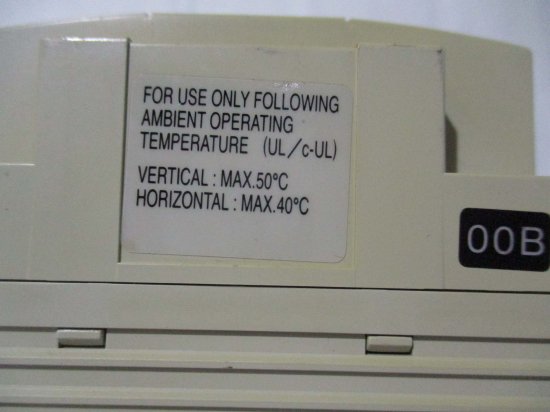 FOR USE ONLY FOLLOWING
AMBIENT OPERATING
TEMPERATURE (UL/c-UL)
VERTICAL : MAX.50°C
HORIZONTAL : MAX.40°C
00B